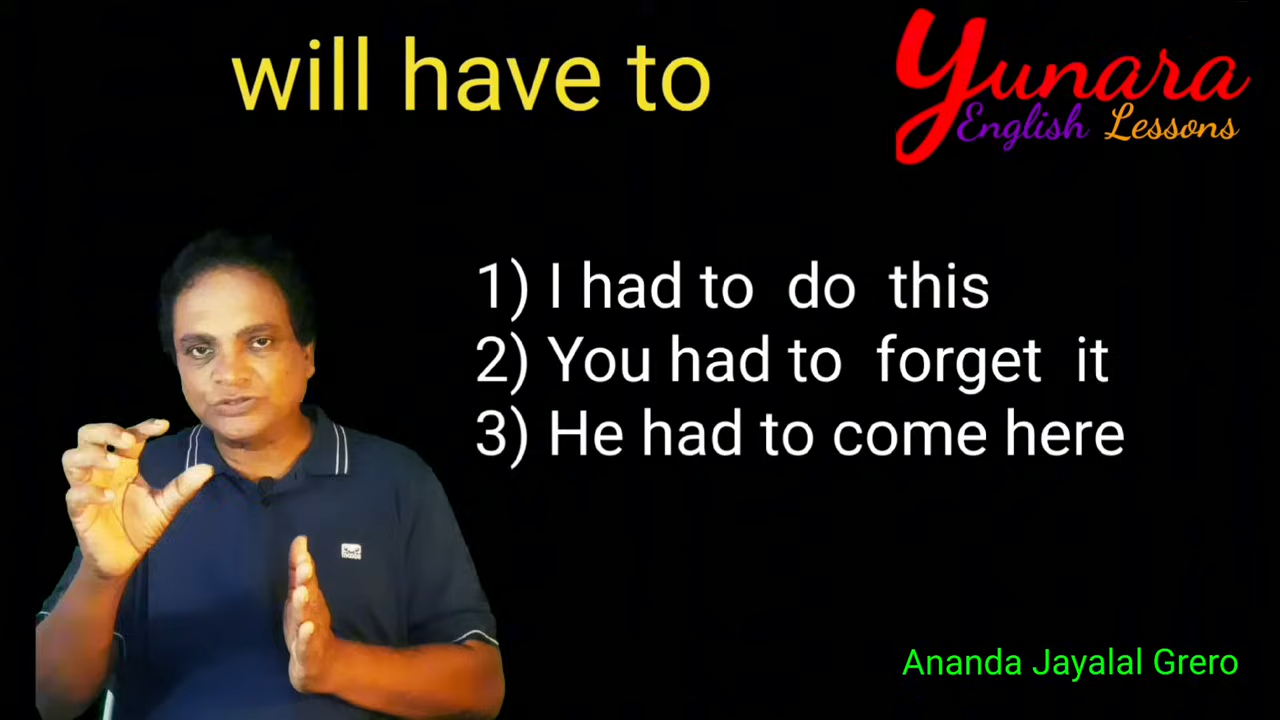 will have to
Yunara
English Lessons
1) I had to do this
2) You had to forget it
3) He had to come here
Ananda Jayalal Grero